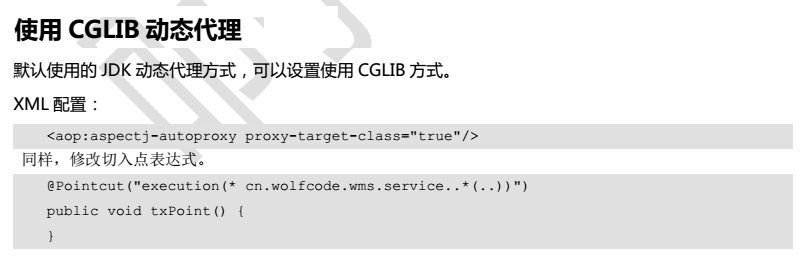 使用 CGLIB 动态代理
默认使用的 JDK 动态代理方式，可以设置使用 CGLIB 方式。
XML 配置：
<aop:aspectj-autoproxy proxy-target-class="true"/>
同样，修改切入点表达式。
@Pointcut("execution(* cn.wolfcode.wms.service..*(..))")
public void txPoint() {
}